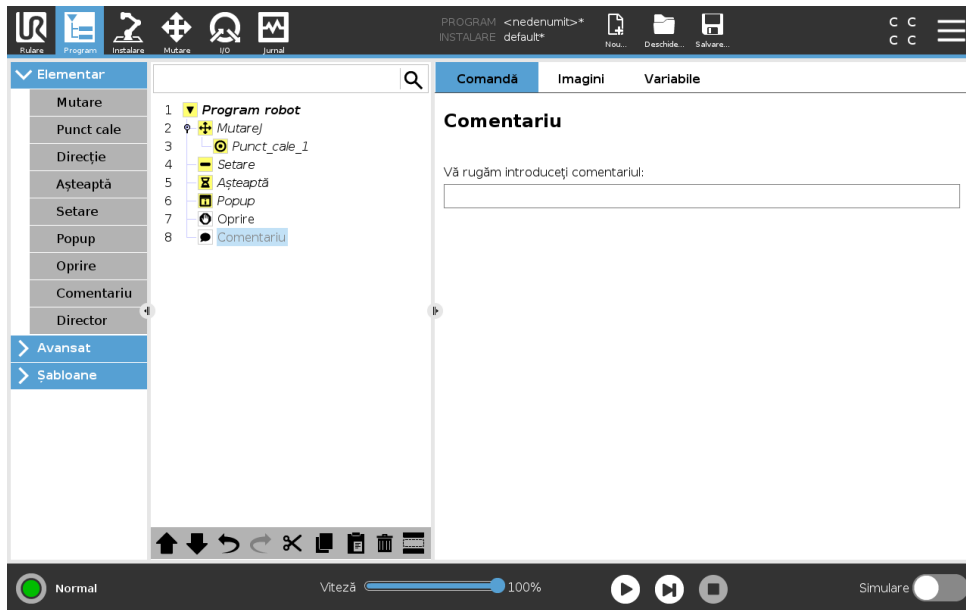 UR
Rulare Program Instalare Mutare I/O Jurnal
PROGRAM <nedenumit>*
INSTALARE default*
Nou... Deschide... Salvare...
C C
C C
Elementar
Mutare
Punct cale
Direcție
Așteaptă
Setare
Popup
Oprire
Comentariu
Director
Avansat
Șabloane
1 Program robot
2 MutareJ
3 Punct_cale_1
4 Setare
5 Așteaptă
6 Popup
7 Oprire
8 Comentariu
Comandă Imagini Variabile
Comentariu
Vă rugăm introduceţi comentariul:
Normal
Viteză 100%
Simulare